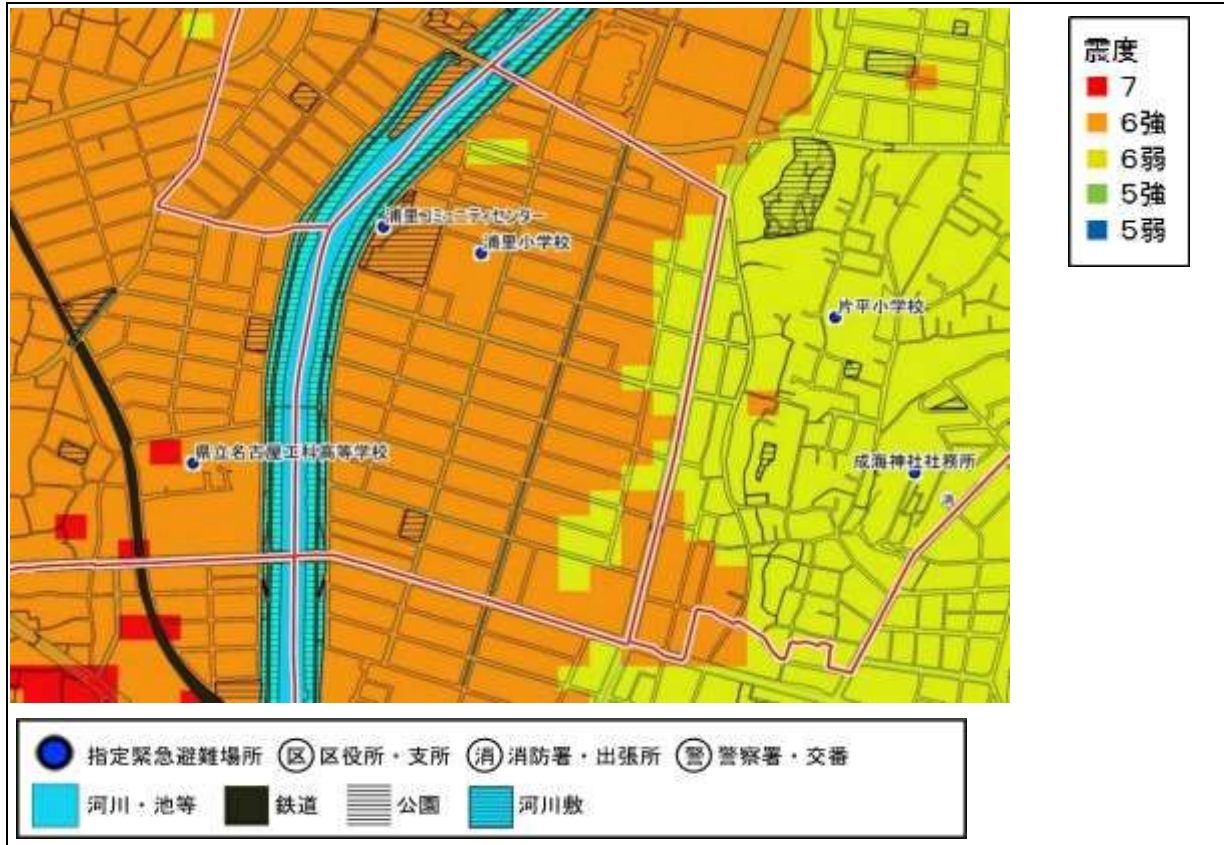 震度
7
6強
6弱
5強
5弱
浦里コミュニティセンター
浦里小学校
片平小学校
県立名古屋工科高等学校
成海神社社務所
消
指定緊急避難場所 区 区役所・支所 消 消防署・出張所 警 警察署・交番
河川・池等 鉄道 公園 河川敷